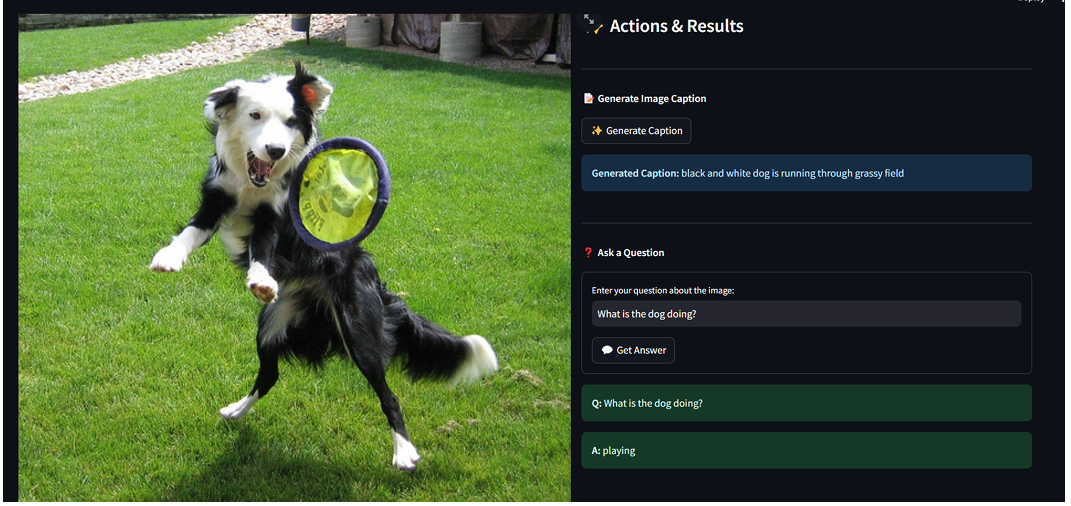 Actions & Results
Generate Image Caption
Generate Caption
Generated Caption: black and white dog is running through grassy field
Ask a Question
Enter your question about the image:
What is the dog doing?
Get Answer
Q: What is the dog doing?
A: playing